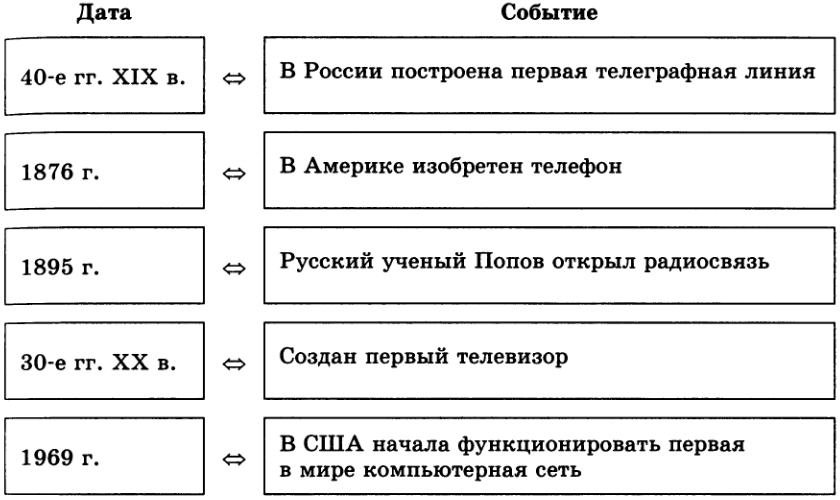 Дата Событие
40-е гг. XIX в. ⇔ В России построена первая телеграфная линия
1876 г. ⇔ В Америке изобретен телефон
1895 г. ⇔ Русский ученый Попов открыл радиосвязь
30-е гг. XX в. ⇔ Создан первый телевизор
1969 г. ⇔ В США начала функционировать первая
в мире компьютерная сеть